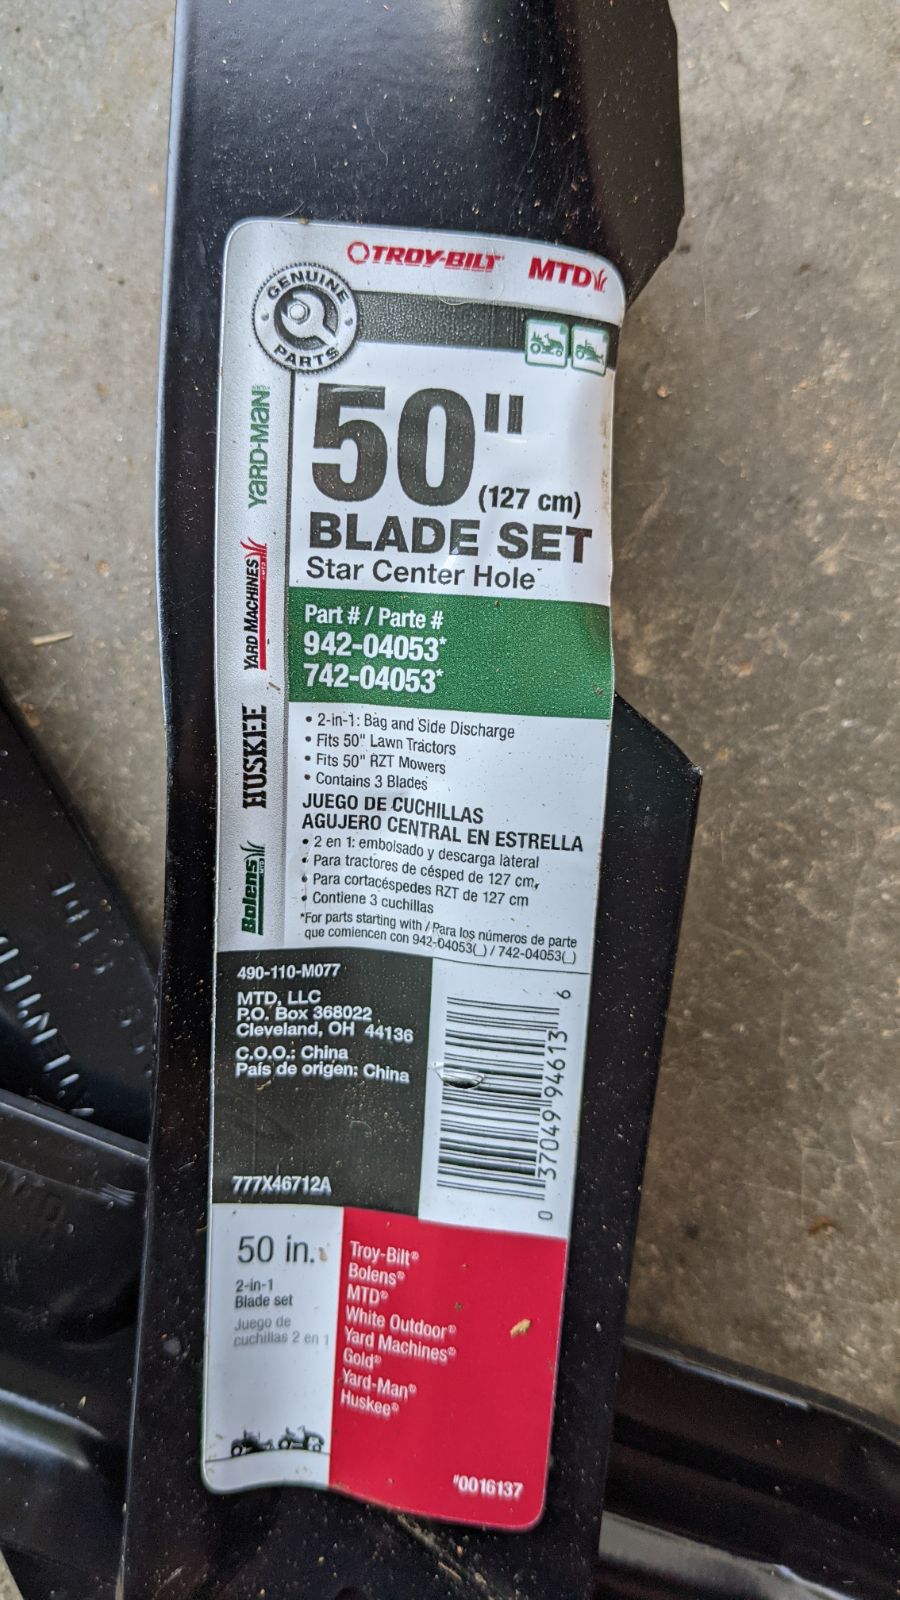 TROY-BILT
MTD
GENUINE
PARTS
YARD-MAN
YARD MACHINES
HUSKEE
Bolens
50"
(127 cm)
BLADE SET
Star Center Hole
Part # / Parte #
942-04053*
742-04053*
• 2-in-1: Bag and Side Discharge
• Fits 50" Lawn Tractors
• Fits 50" RZT Mowers
• Contains 3 Blades
JUEGO DE CUCHILLAS
AGUJERO CENTRAL EN ESTRELLA
• 2 en 1: embolsado y descarga lateral
• Para tractores de césped de 127 cm,
• Para cortacéspedes RZT de 127 cm
• Contiene 3 cuchillas
*For parts starting with / Para los números de parte
que comiencen con 942-04053(_) / 742-04053(_)
490-110-M077
MTD, LLC
P.O. Box 368022
Cleveland, OH 44136
C.O.O.: China
País de origen: China
777X46712A
0 37049 94613 6
50 in.
2-in-1
Blade set
Juego de
cuchillas 2 en 1
Troy-Bilt®
Bolens®
MTD®
White Outdoor®
Yard Machines®
Gold®
Yard-Man®
Huskee®
#0016137